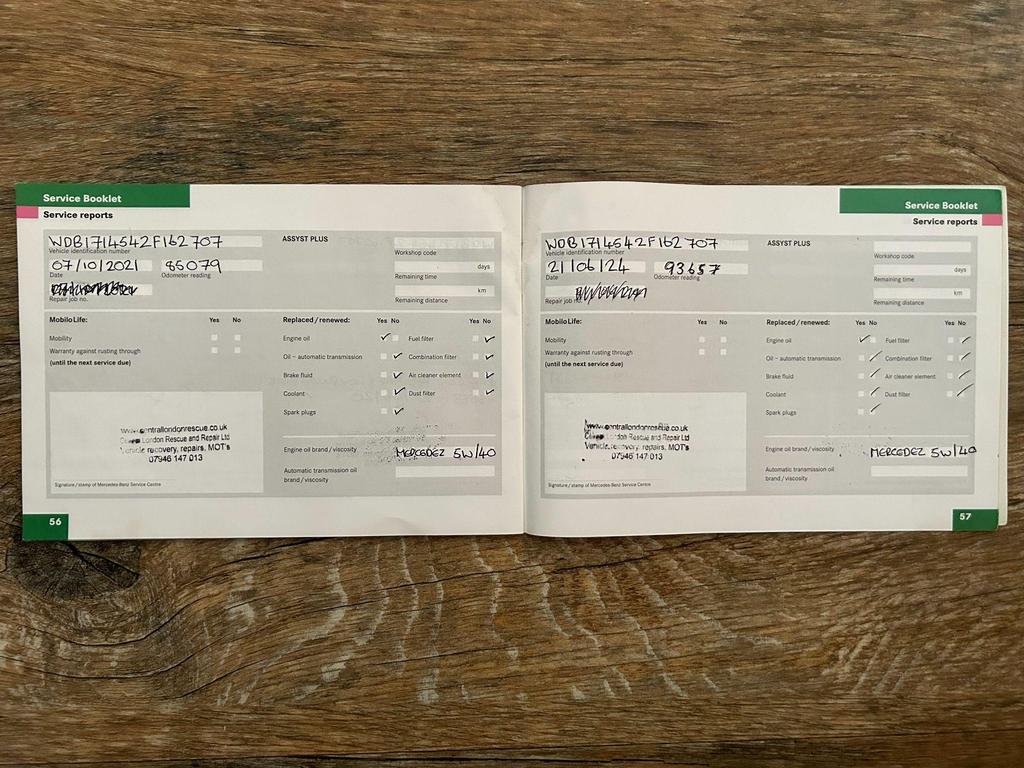 Service Booklet
Service reports
WDB1714542F162707
Vehicle identification number
07/10/2021 85079
Date Odometer reading
Repair job no.
ASSYST PLUS
Workshop code
days
Remaining time
km
Remaining distance
MobiloLife: Yes No
Mobility
Warranty against rusting through
(until the next service due)
Replaced / renewed: Yes No Yes No
Engine oil Fuel filter
Oil – automatic transmission Combination filter
Brake fluid Air cleaner element
Coolant Dust filter
Spark plugs
www.centrallondonrescue.co.uk
London Rescue and Repair Ltd
Vehicle recovery, repairs, MOT's
07946 147 013
Signature / stamp of Mercedes-Benz Service Centre
Engine oil brand / viscosity MERCEDEZ 5W/40
Automatic transmission oil
brand / viscosity
56
Service Booklet
Service reports
WDB1714542F162707
Vehicle identification number
21/06/24 93657
Date Odometer reading
Repair job no.
ASSYST PLUS
Workshop code
days
Remaining time
km
Remaining distance
MobiloLife: Yes No
Mobility
Warranty against rusting through
(until the next service due)
Replaced / renewed: Yes No Yes No
Engine oil Fuel filter
Oil – automatic transmission Combination filter
Brake fluid Air cleaner element
Coolant Dust filter
Spark plugs
www.centrallondonrescue.co.uk
London Rescue and Repair Ltd
Vehicle recovery, repairs, MOT's
07946 147 013
Signature / stamp of Mercedes-Benz Service Centre
Engine oil brand / viscosity MERCEDEZ 5W/40
Automatic transmission oil
brand / viscosity
57